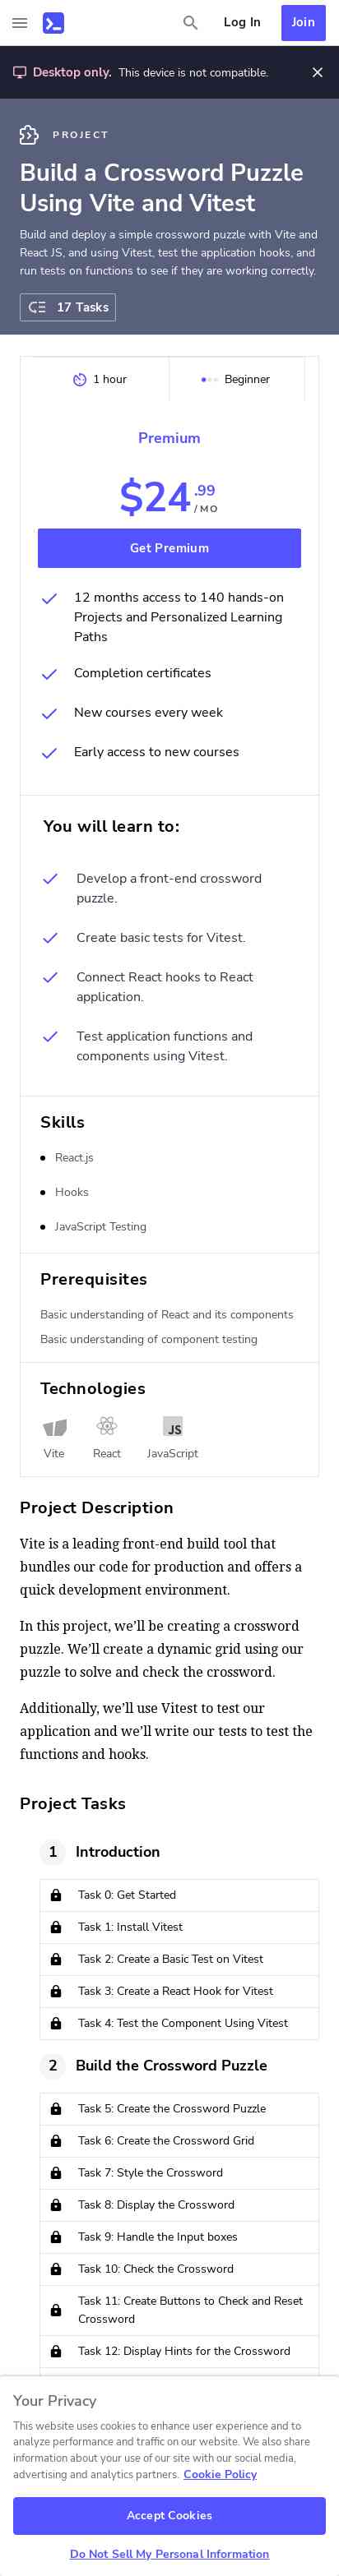 Log In
Join
Desktop only. This device is not compatible.
PROJECT
Build a Crossword Puzzle
Using Vite and Vitest
Build and deploy a simple crossword puzzle with Vite and
React JS, and using Vitest, test the application hooks, and
run tests on functions to see if they are working correctly.
17 Tasks
1 hour
Beginner
Premium
$24.99
/ MO
Get Premium
12 months access to 140 hands-on
Projects and Personalized Learning
Paths
Completion certificates
New courses every week
Early access to new courses
You will learn to:
Develop a front-end crossword
puzzle.
Create basic tests for Vitest.
Connect React hooks to React
application.
Test application functions and
components using Vitest.
Skills
React.js
Hooks
JavaScript Testing
Prerequisites
Basic understanding of React and its components
Basic understanding of component testing
Technologies
JS
Vite
React
JavaScript
Project Description
Vite is a leading front-end build tool that
bundles our code for production and offers a
quick development environment.
In this project, we’ll be creating a crossword
puzzle. We’ll create a dynamic grid using our
puzzle to solve and check the crossword.
Additionally, we’ll use Vitest to test our
application and we’ll write our tests to test the
functions and hooks.
Project Tasks
1 Introduction
Task 0: Get Started
Task 1: Install Vitest
Task 2: Create a Basic Test on Vitest
Task 3: Create a React Hook for Vitest
Task 4: Test the Component Using Vitest
2 Build the Crossword Puzzle
Task 5: Create the Crossword Puzzle
Task 6: Create the Crossword Grid
Task 7: Style the Crossword
Task 8: Display the Crossword
Task 9: Handle the Input boxes
Task 10: Check the Crossword
Task 11: Create Buttons to Check and Reset
Crossword
Task 12: Display Hints for the Crossword
Your Privacy
This website uses cookies to enhance user experience and to
analyze performance and traffic on our website. We also share
information about your use of our site with our social media,
advertising and analytics partners. Cookie Policy
Accept Cookies
Do Not Sell My Personal Information